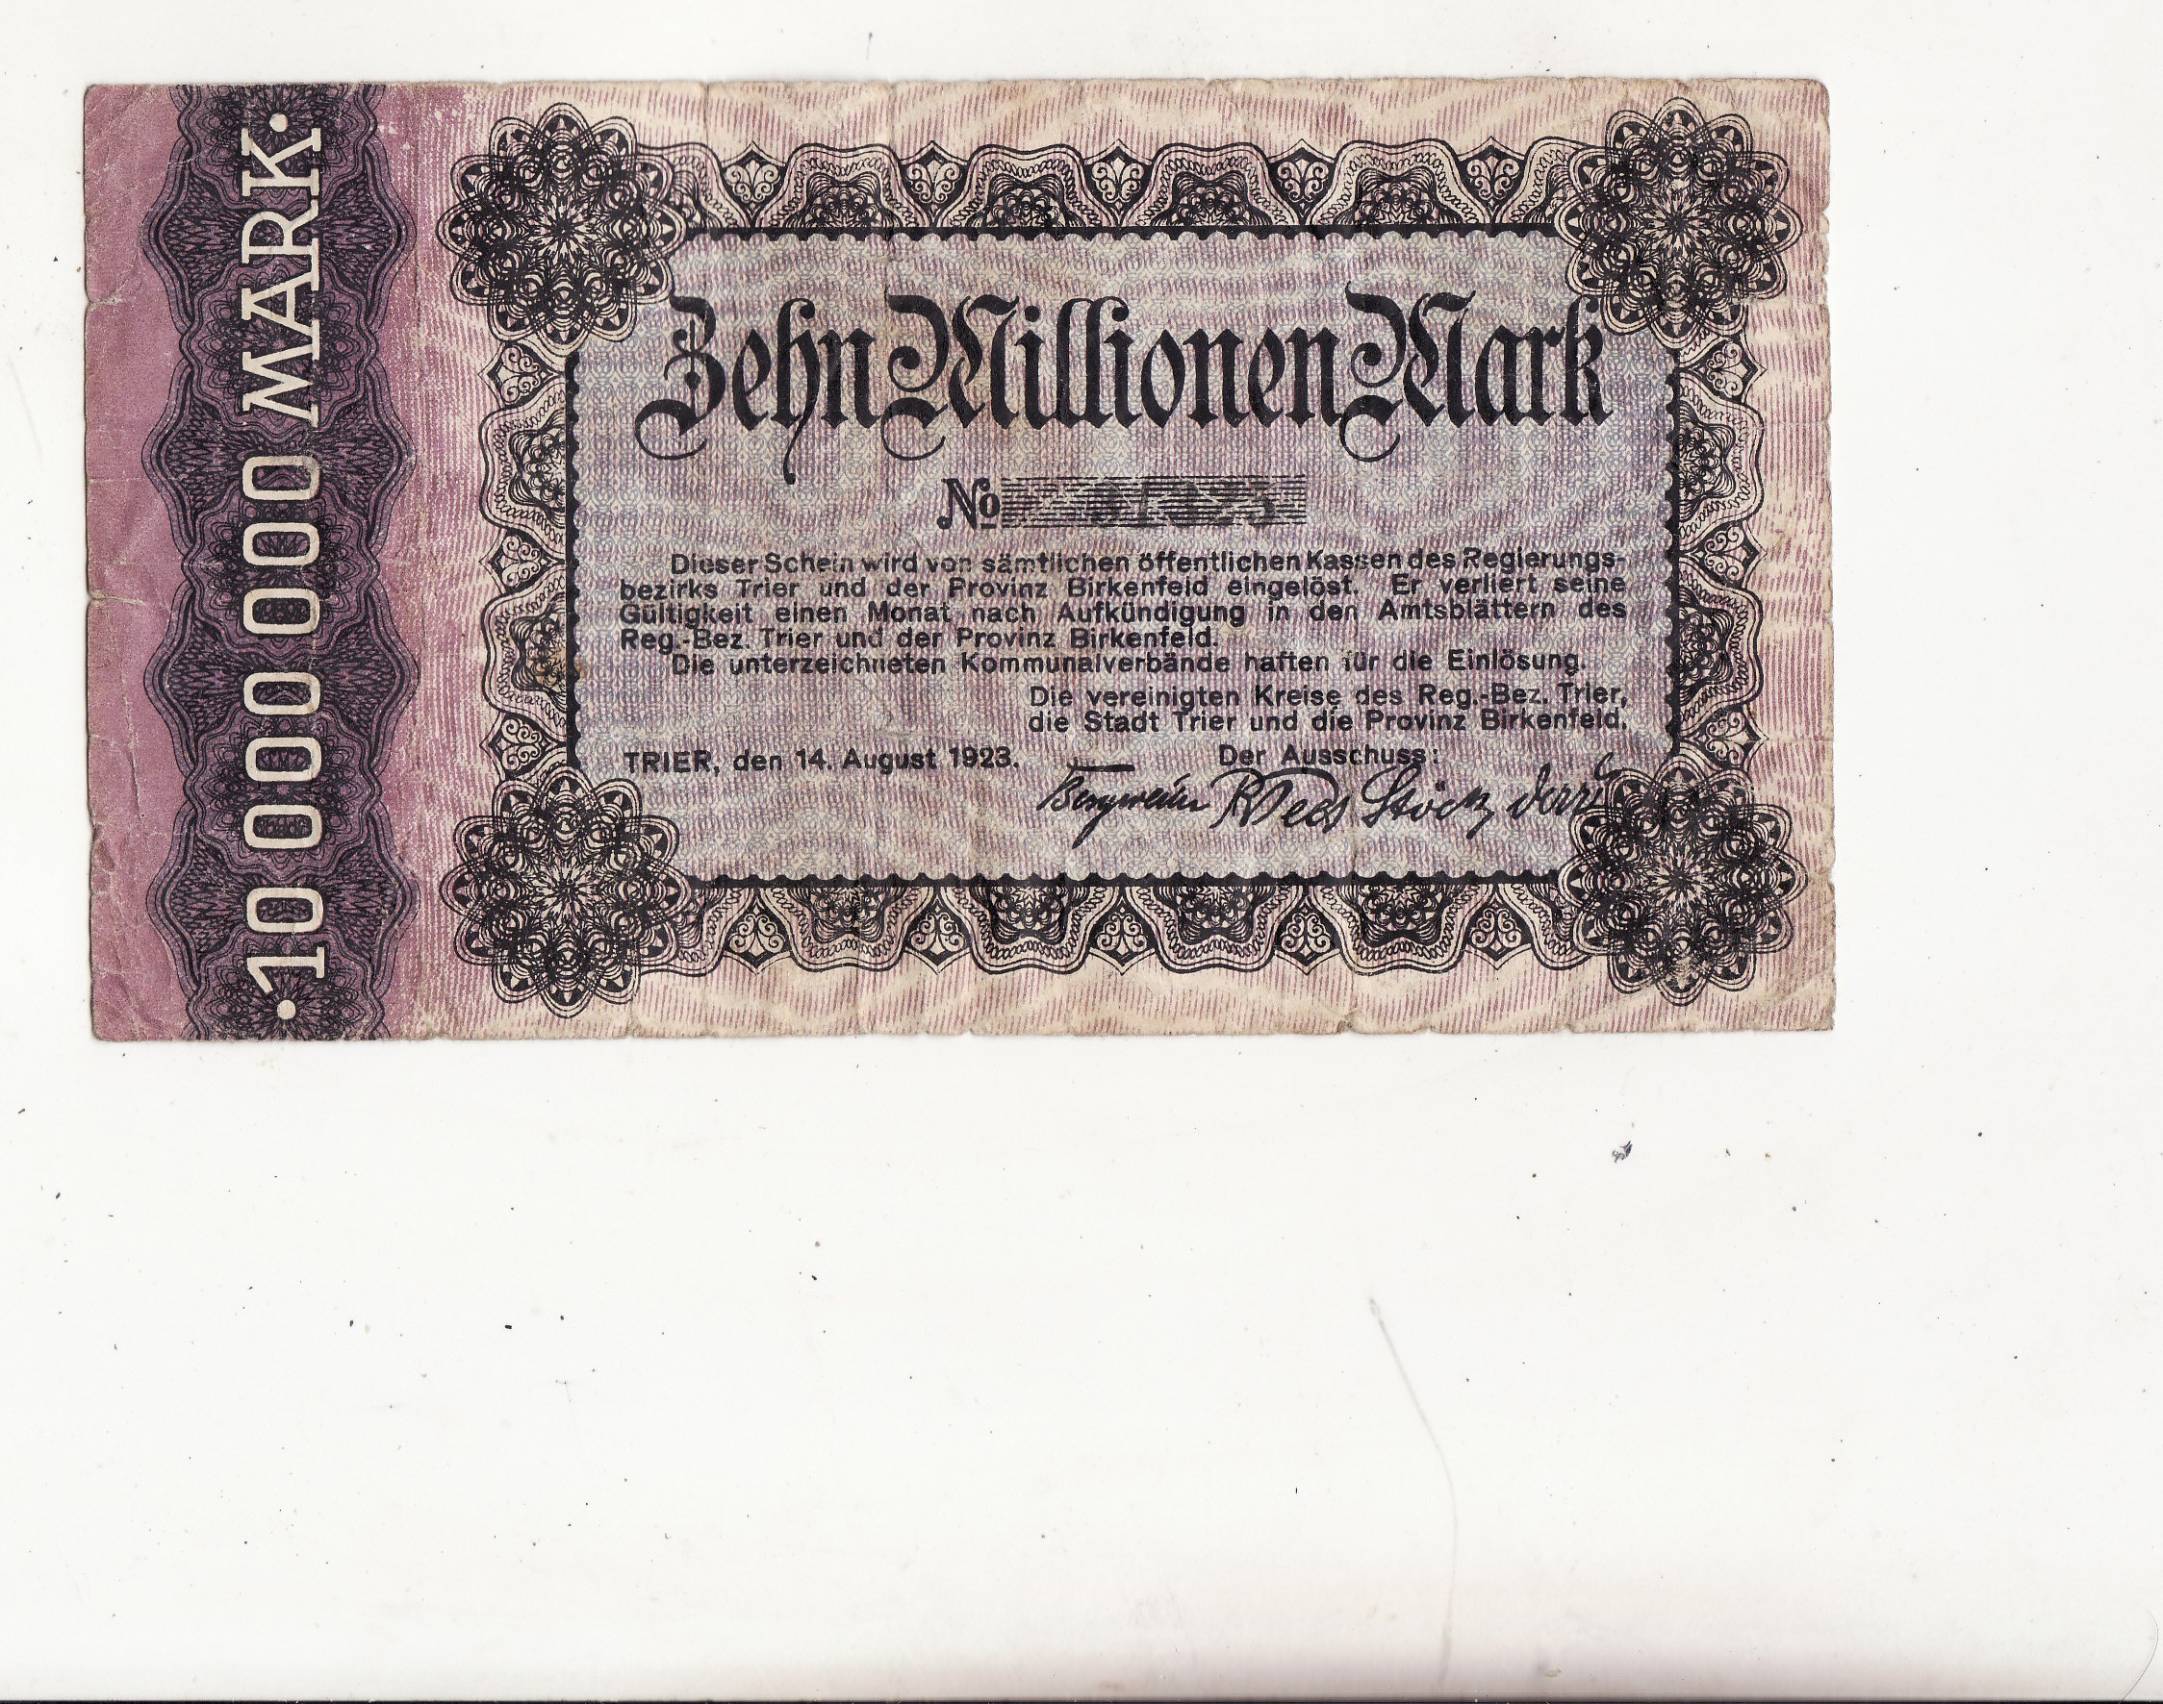 • 10 000 000 MARK •
Zehn Millionen Mark
No
Dieser Schein wird von sämtlichen öffentlichen Kassen des Regierungs-
bezirks Trier und der Provinz Birkenfeld eingelöst. Er verliert seine
Gültigkeit einen Monat nach Aufkündigung in den Amtsblättern des
Reg.-Bez. Trier und der Provinz Birkenfeld.
Die unterzeichneten Kommunalverbände haften für die Einlösung.
Die vereinigten Kreise des Reg.-Bez. Trier,
die Stadt Trier und die Provinz Birkenfeld.
TRIER, den 14. August 1923. Der Ausschuss: